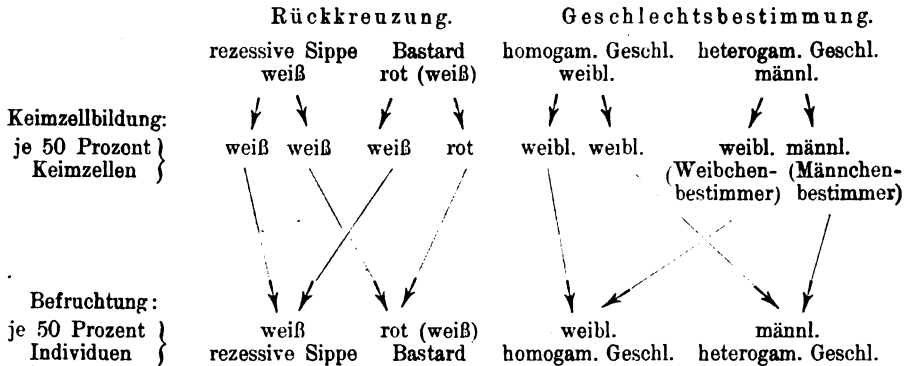 Rückkreuzung. Geschlechtsbestimmung.
rezessive Sippe Bastard homogam. Geschl. heterogam. Geschl.
weiß rot (weiß) weibl. männl.
Keimzellbildung:
je 50 Prozont weiß weiß weiß rot weibl. weibl. weibl. männl.
Keimzellen (Weibchen- (Männchen-
bestimmer) bestimmer)
Befruchtung:
je 50 Prozent weiß rot (weiß) weibl. männl.
Individuen rezessive Sippe Bastard homogam. Geschl. heterogam. Geschl.